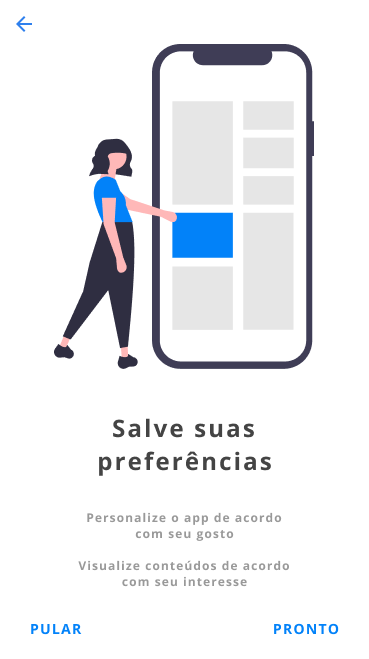 Salve suas
preferências
Personalize o app de acordo
com seu gosto
Visualize conteúdos de acordo
com seu interesse
PULAR
PRONTO